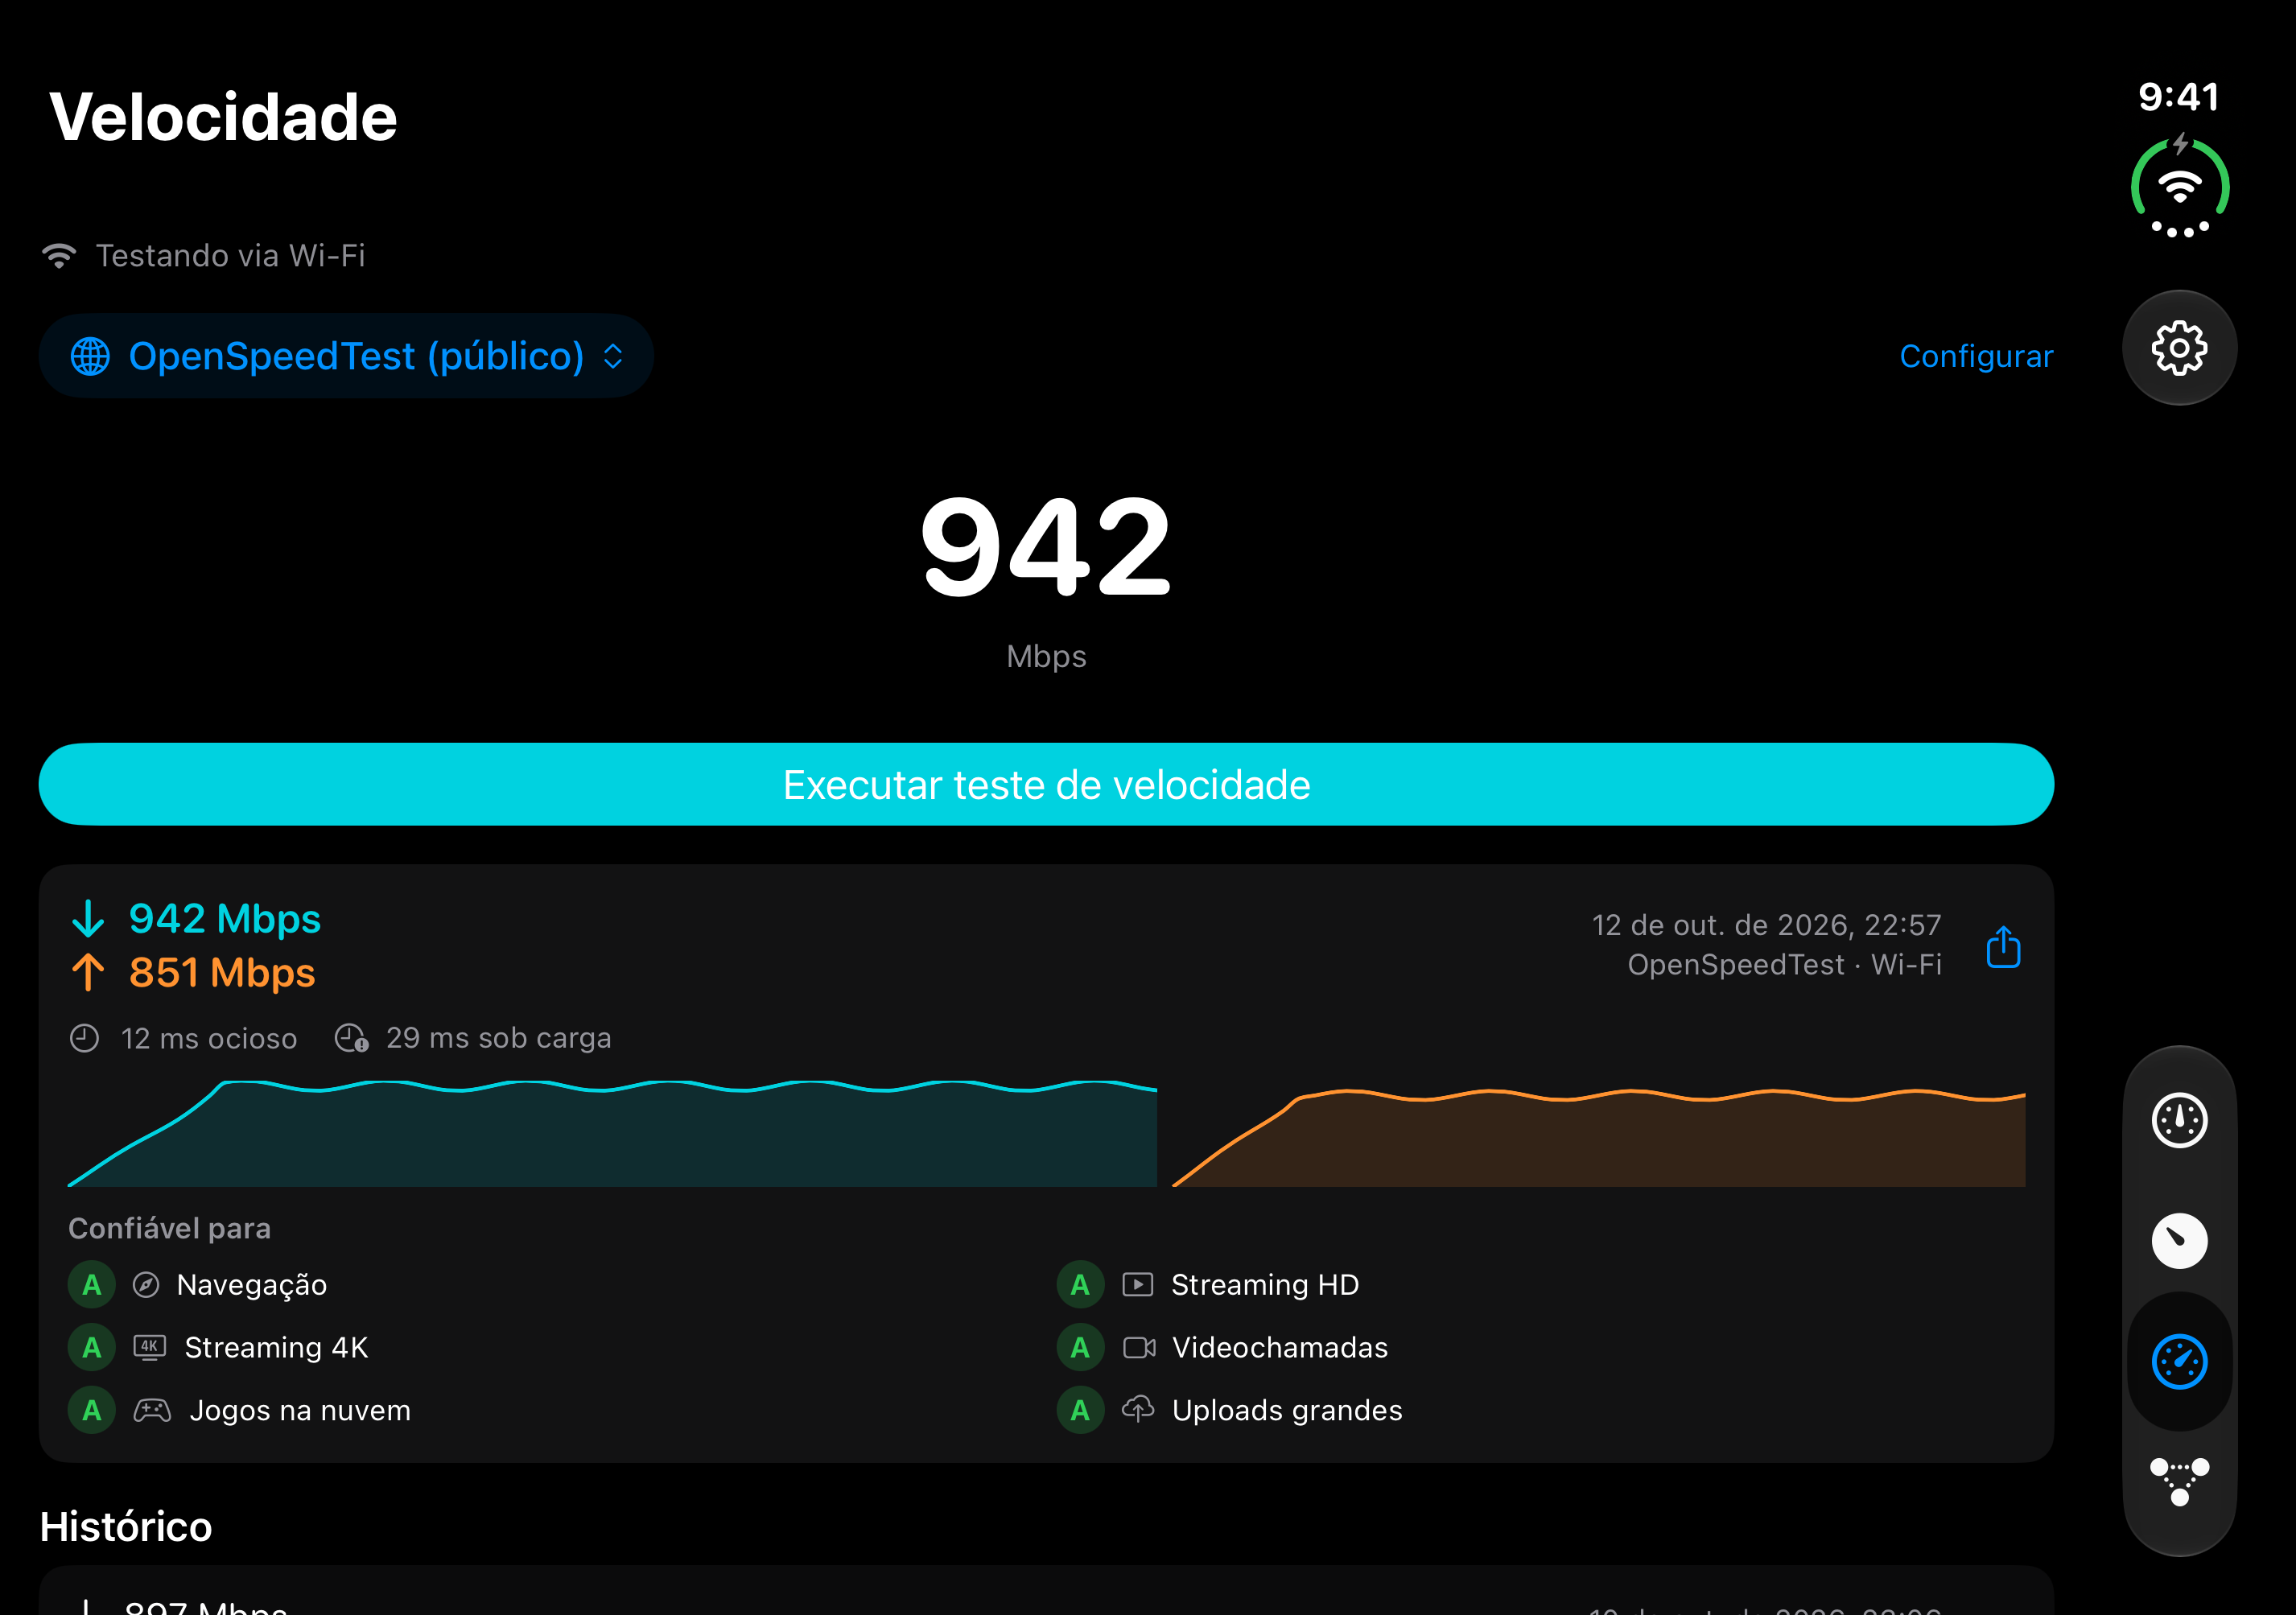 Velocidade
9:41
Testando via Wi-Fi
OpenSpeedTest (público)
Configurar
942
Mbps
Executar teste de velocidade
942 Mbps
851 Mbps
12 de out. de 2026, 22:57
OpenSpeedTest · Wi-Fi
12 ms ocioso
29 ms sob carga
Confiável para
A Navegação
A Streaming HD
A 4K Streaming 4K
A Videochamadas
A Jogos na nuvem
A Uploads grandes
Histórico
897 Mbps